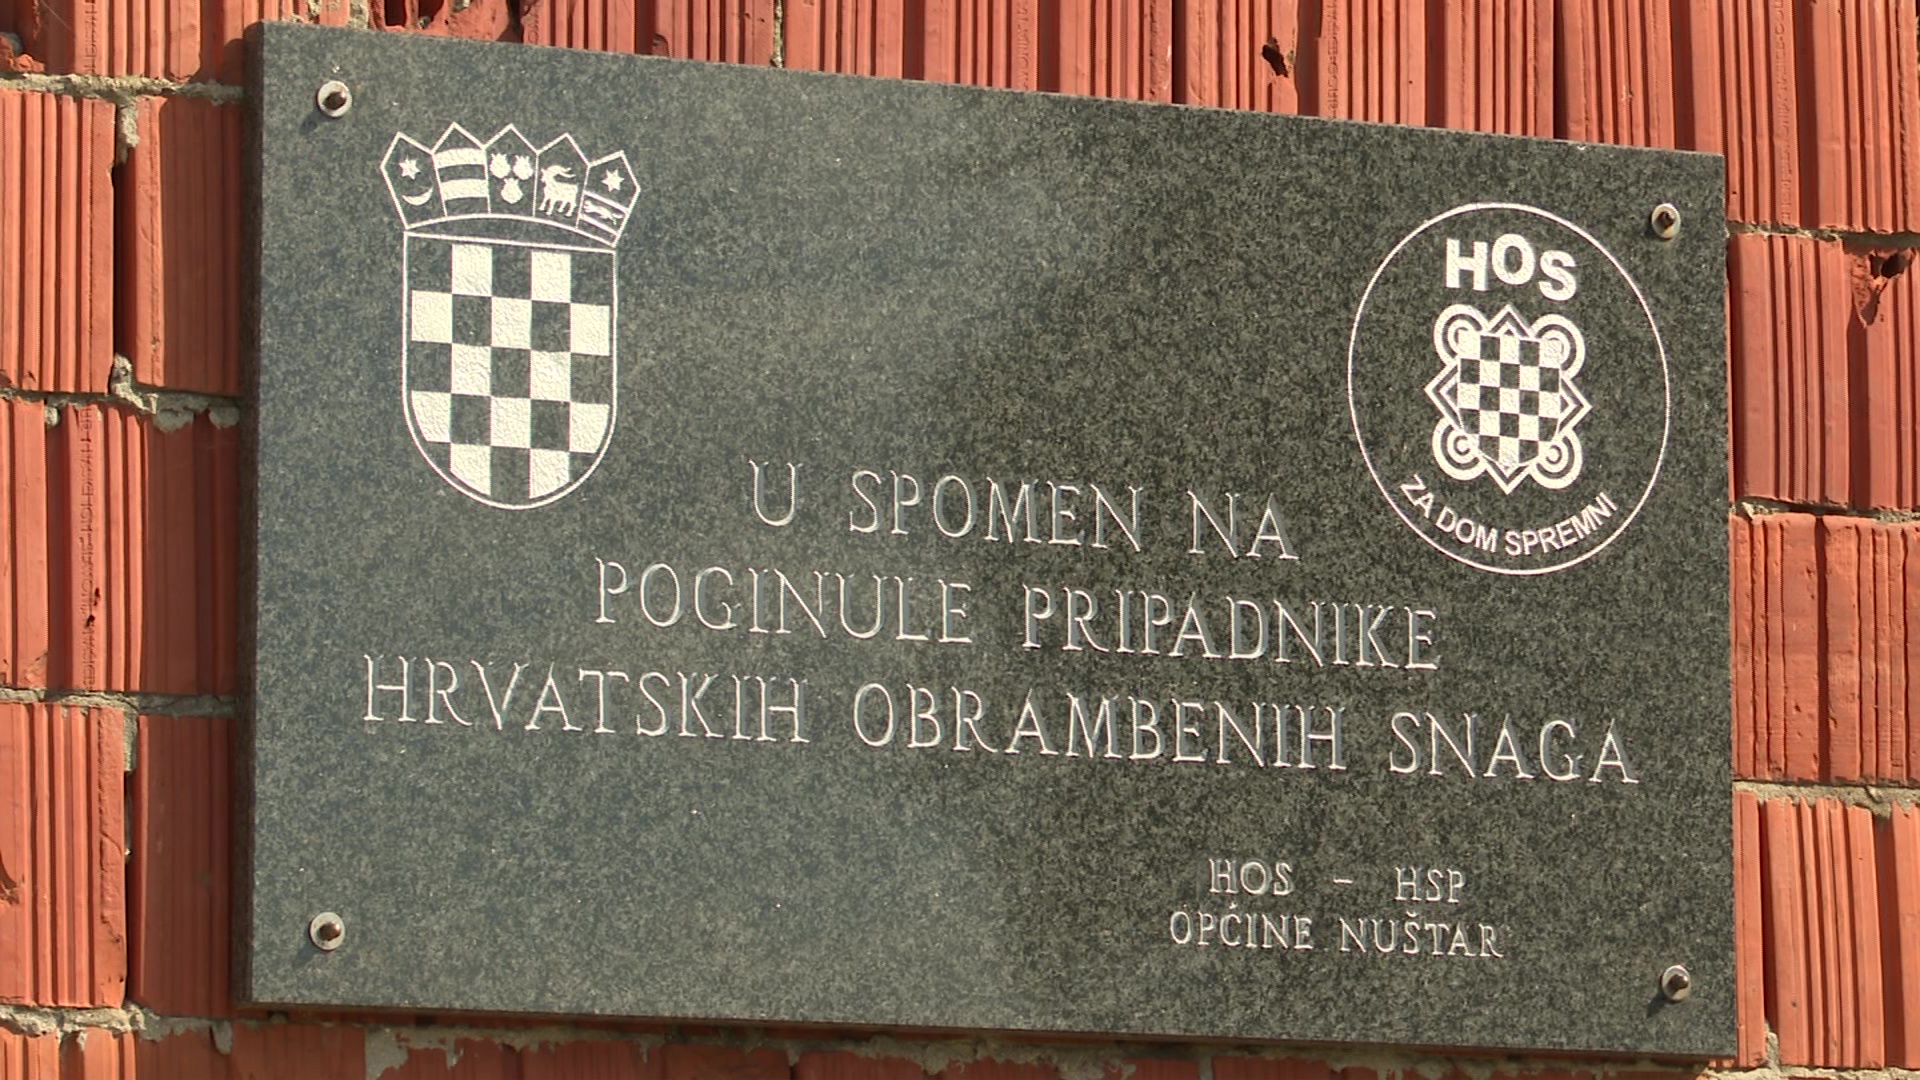 HOS
ZA DOM SPREMNI
U SPOMEN NA
POGINULE PRIPADNIKE
HRVATSKIH OBRAMBENIH SNAGA
HOS - HSP
OPĆINE NUŠTAR